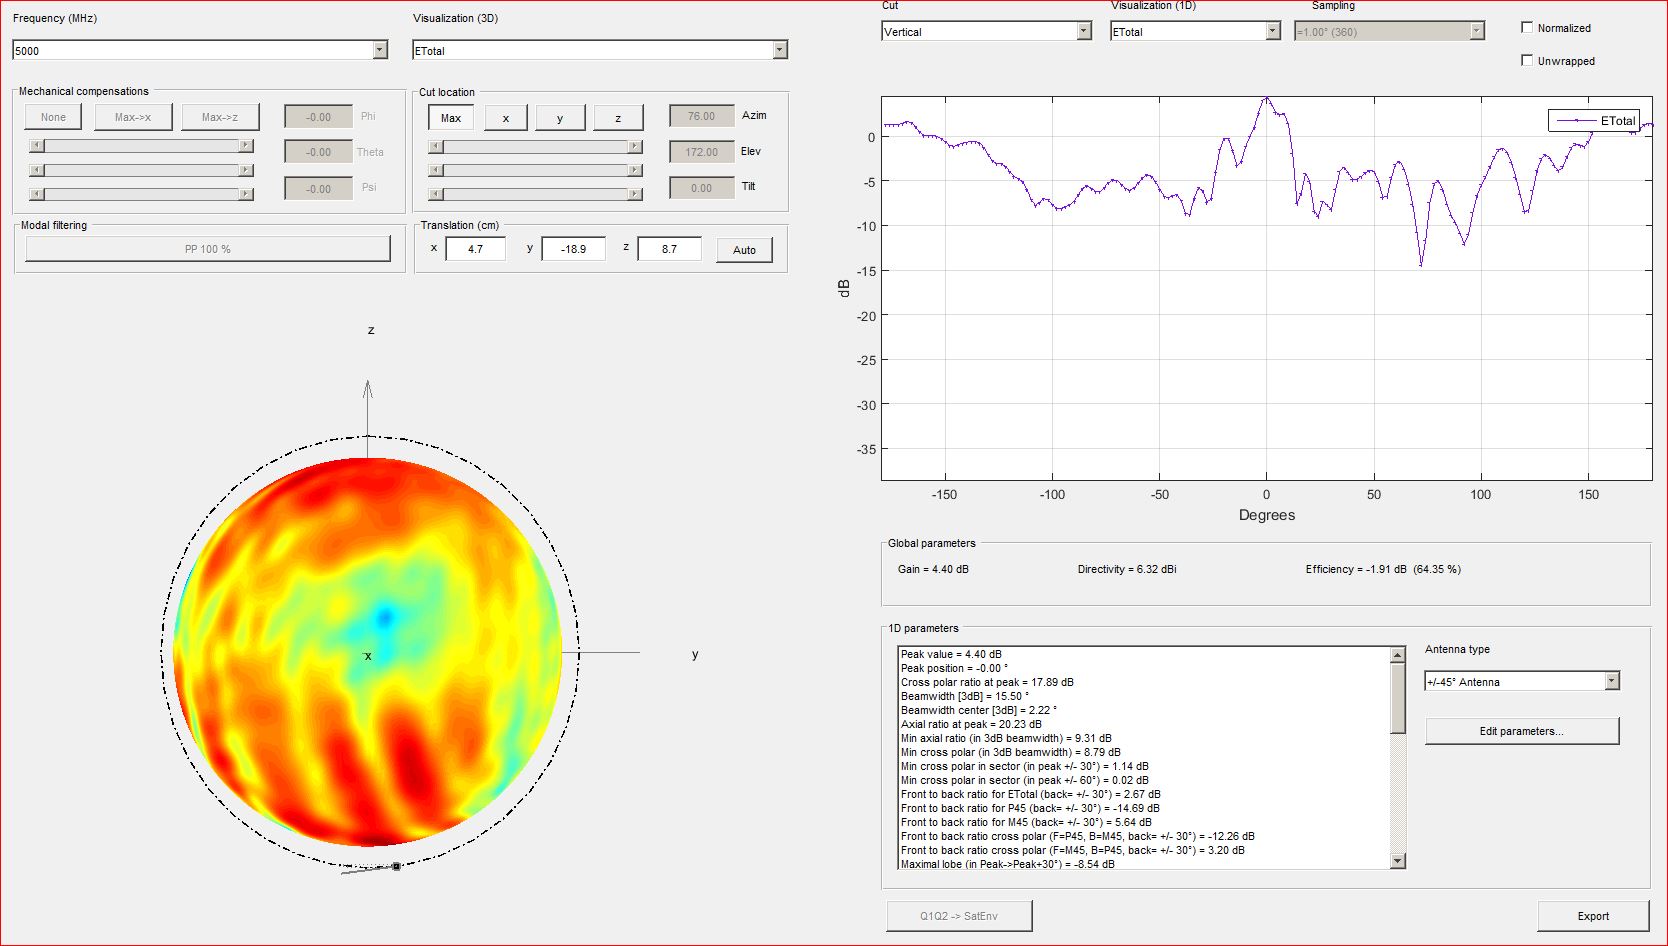 Frequency (MHz)
Visualization (3D)
5000
ETotal
Mechanical compensations
None
Max->x
Max->z
-0.00
Phi
-0.00
Theta
-0.00
Psi
Cut location
Max
x
y
z
76.00
Azim
172.00
Elev
0.00
Tilt
Modal filtering
PP 100 %
Translation (cm)
x
4.7
y
-18.9
z
8.7
Auto
z
x
y
Cut
Visualization (1D)
Sampling
Vertical
ETotal
=1.00° (360)
Normalized
Unwrapped
ETotal
0
-5
-10
-15
-20
-25
-30
-35
dB
-150
-100
-50
0
50
100
150
Degrees
Global parameters
Gain = 4.40 dB
Directivity = 6.32 dBi
Efficiency = -1.91 dB (64.35 %)
1D parameters
Peak value = 4.40 dB
Peak position = -0.00 °
Cross polar ratio at peak = 17.89 dB
Beamwidth [3dB] = 15.50 °
Beamwidth center [3dB] = 2.22 °
Axial ratio at peak = 20.23 dB
Min axial ratio (in 3dB beamwidth) = 9.31 dB
Min cross polar (in 3dB beamwidth) = 8.79 dB
Min cross polar in sector (in peak +/- 30°) = 1.14 dB
Min cross polar in sector (in peak +/- 60°) = 0.02 dB
Front to back ratio for ETotal (back= +/- 30°) = 2.67 dB
Front to back ratio for P45 (back= +/- 30°) = -14.69 dB
Front to back ratio for M45 (back= +/- 30°) = 5.64 dB
Front to back ratio cross polar (F=P45, B=M45, back= +/- 30°) = -12.26 dB
Front to back ratio cross polar (F=M45, B=P45, back= +/- 30°) = 3.20 dB
Maximal lobe (in Peak->Peak+30°) = -8.54 dB
Antenna type
+/-45° Antenna
Edit parameters...
Q1Q2 -> SatEnv
Export